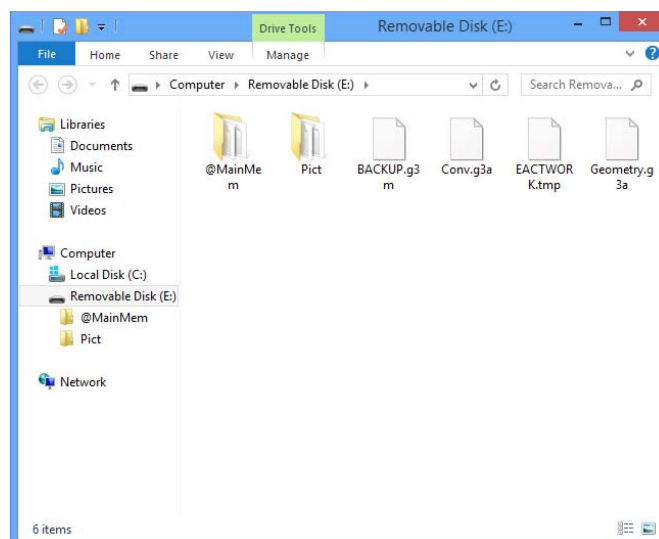 Drive Tools
Removable Disk (E:)
File
Home
Share
View
Manage
Computer
Removable Disk (E:)
Search Remova...
Libraries
Documents
Music
Pictures
Videos
Computer
Local Disk (C:)
Removable Disk (E:)
@MainMem
Pict
Network
@MainMe
m
Pict
BACKUP.g3
m
Conv.g3a
EACTWOR
K.tmp
Geometry.g
3a
6 items